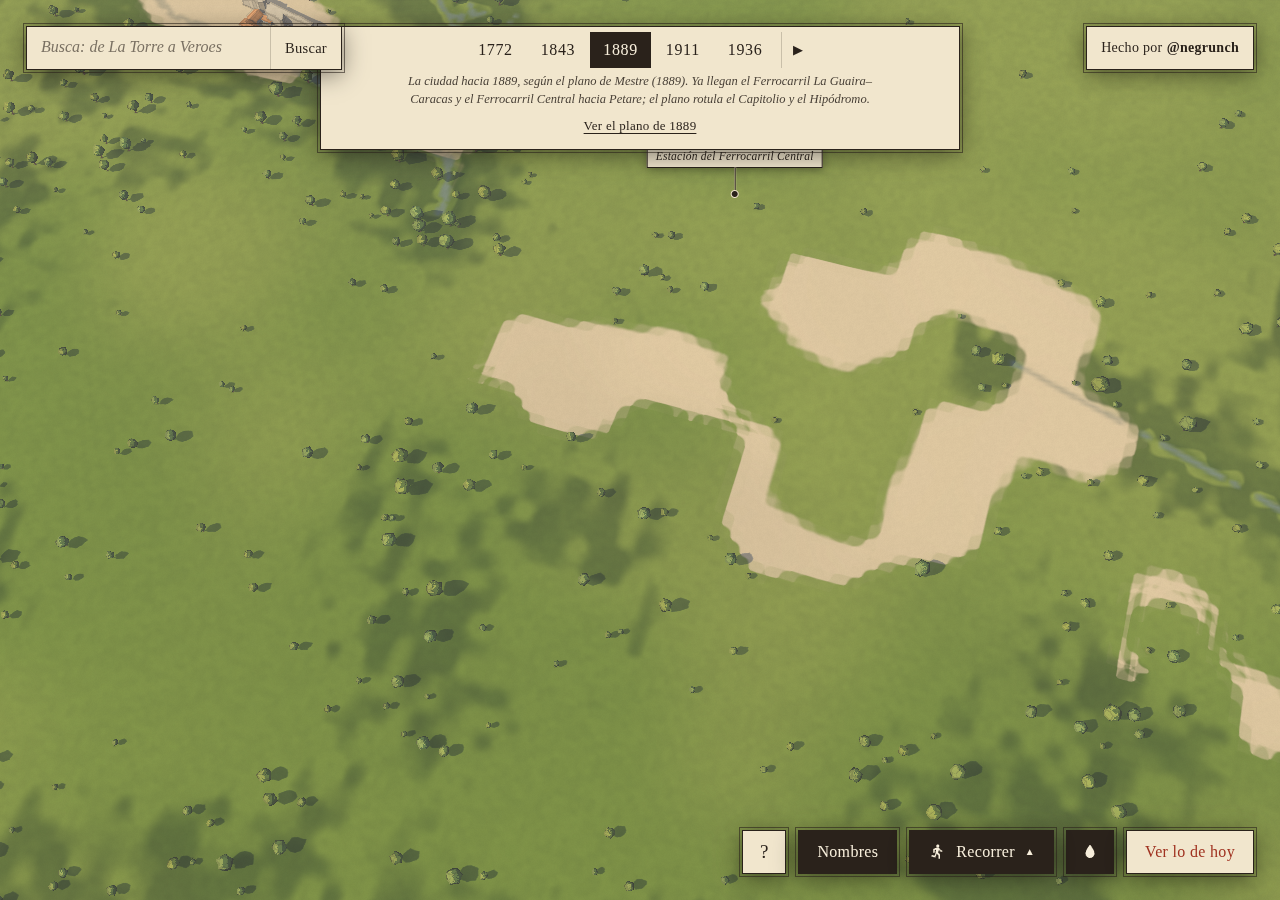 Busca: de La Torre a Veroes
Buscar
1772 1843 1889 1911 1936
La ciudad hacia 1889, según el plano de Mestre (1889). Ya llegan el Ferrocarril La Guaira–
Caracas y el Ferrocarril Central hacia Petare; el plano rotula el Capitolio y el Hipódromo.
Ver el plano de 1889
Hecho por @negrunch
Estación del Ferrocarril Central
?
Nombres
Recorrer
Ver lo de hoy